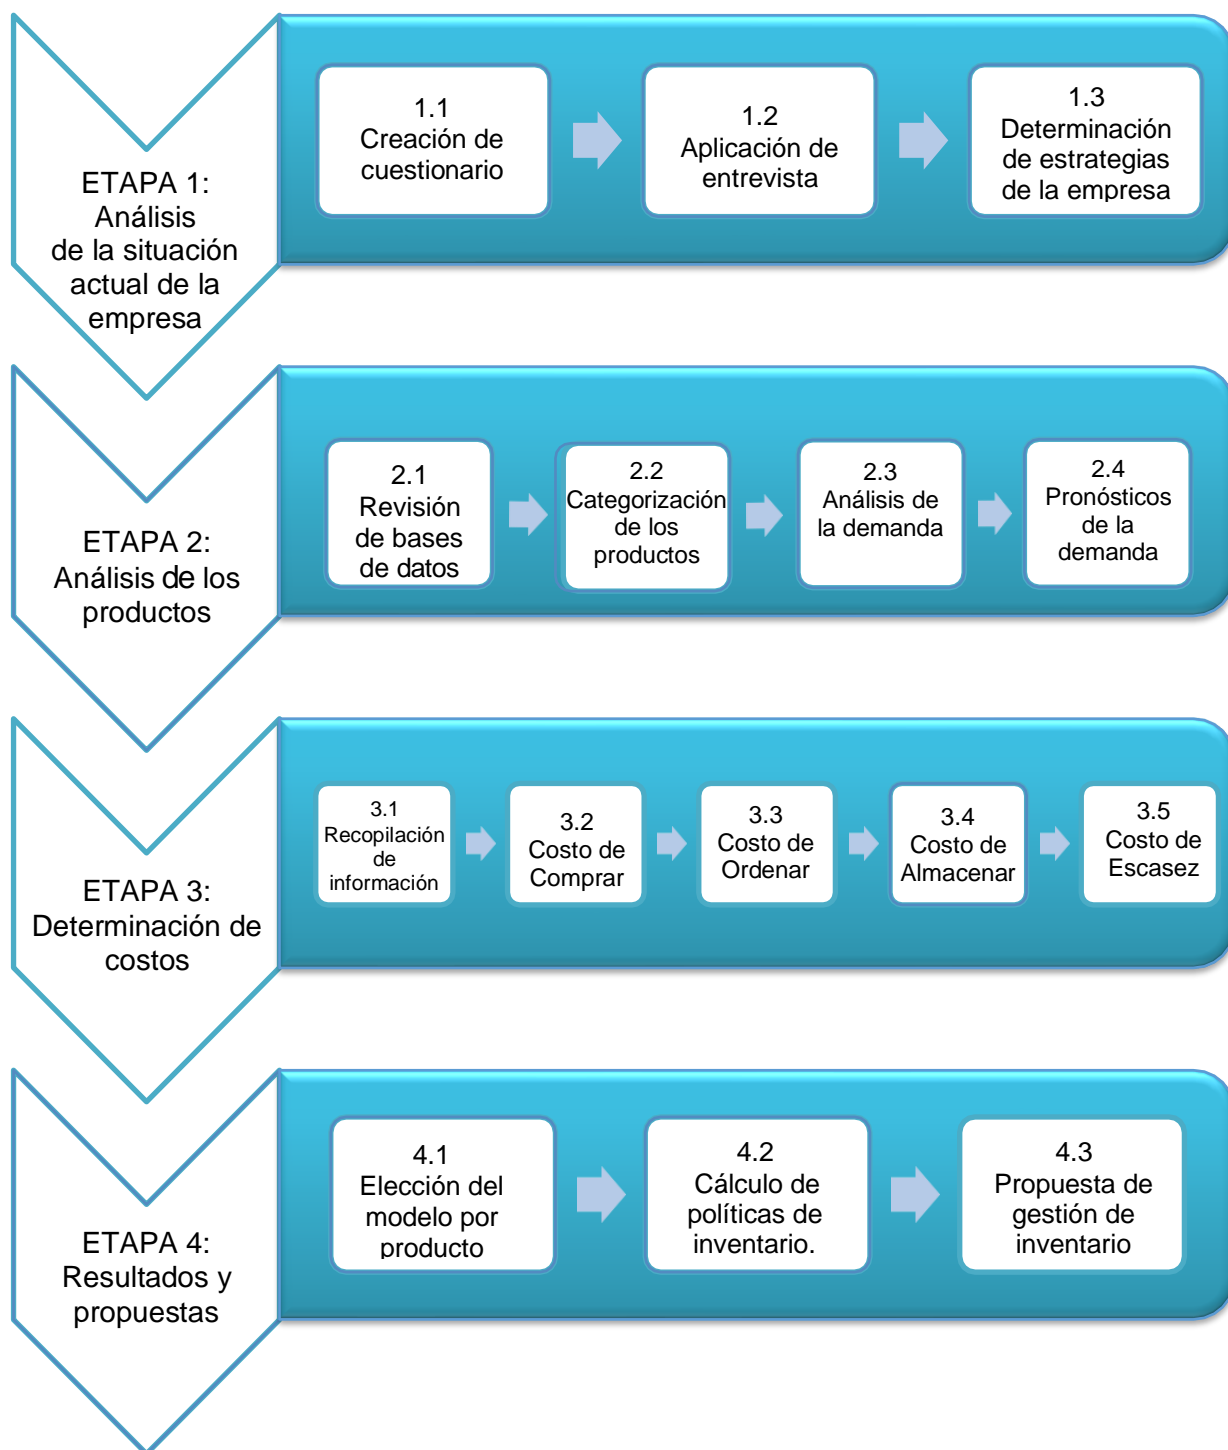 ETAPA 1:
Análisis
de la situación
actual de la
empresa
1.1
Creación de
cuestionario
1.2
Aplicación de
entrevista
1.3
Determinación
de estrategias
de la empresa
ETAPA 2:
Análisis de los
productos
2.1
Revisión
de bases
de datos
2.2
Categorización
de los
productos
2.3
Análisis de
la demanda
2.4
Pronósticos
de la
demanda
ETAPA 3:
Determinación de
costos
3.1
Recopilación
de
información
3.2
Costo de
Comprar
3.3
Costo de
Ordenar
3.4
Costo de
Almacenar
3.5
Costo de
Escasez
ETAPA 4:
Resultados y
propuestas
4.1
Elección del
modelo por
producto
4.2
Cálculo de
políticas de
inventario.
4.3
Propuesta de
gestión de
inventario